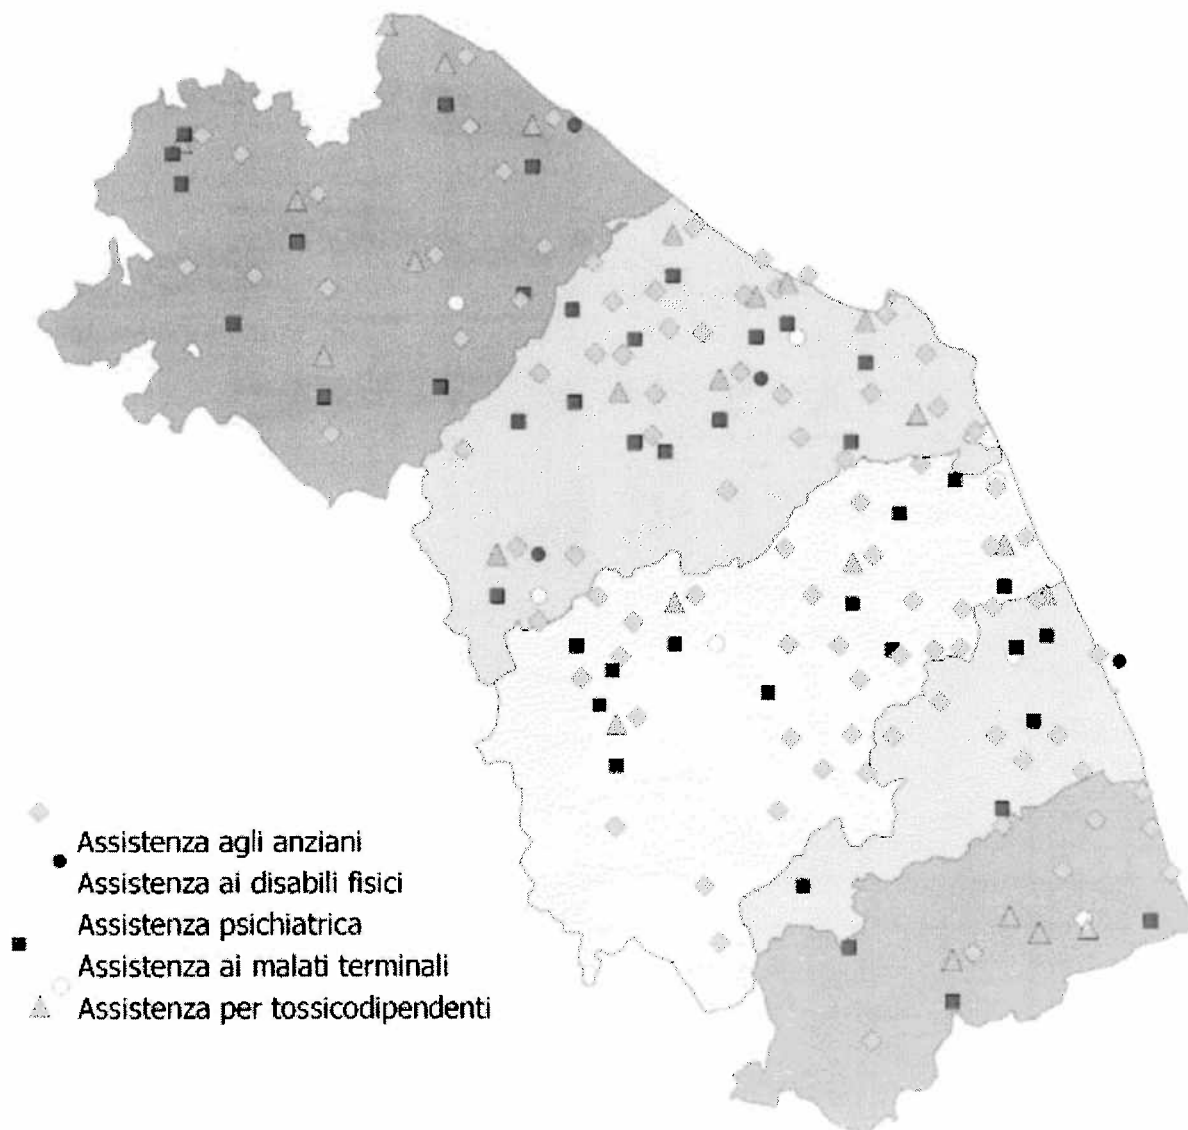 Assistenza agli anziani
Assistenza ai disabili fisici
Assistenza psichiatrica
Assistenza ai malati terminali
Assistenza per tossicodipendenti